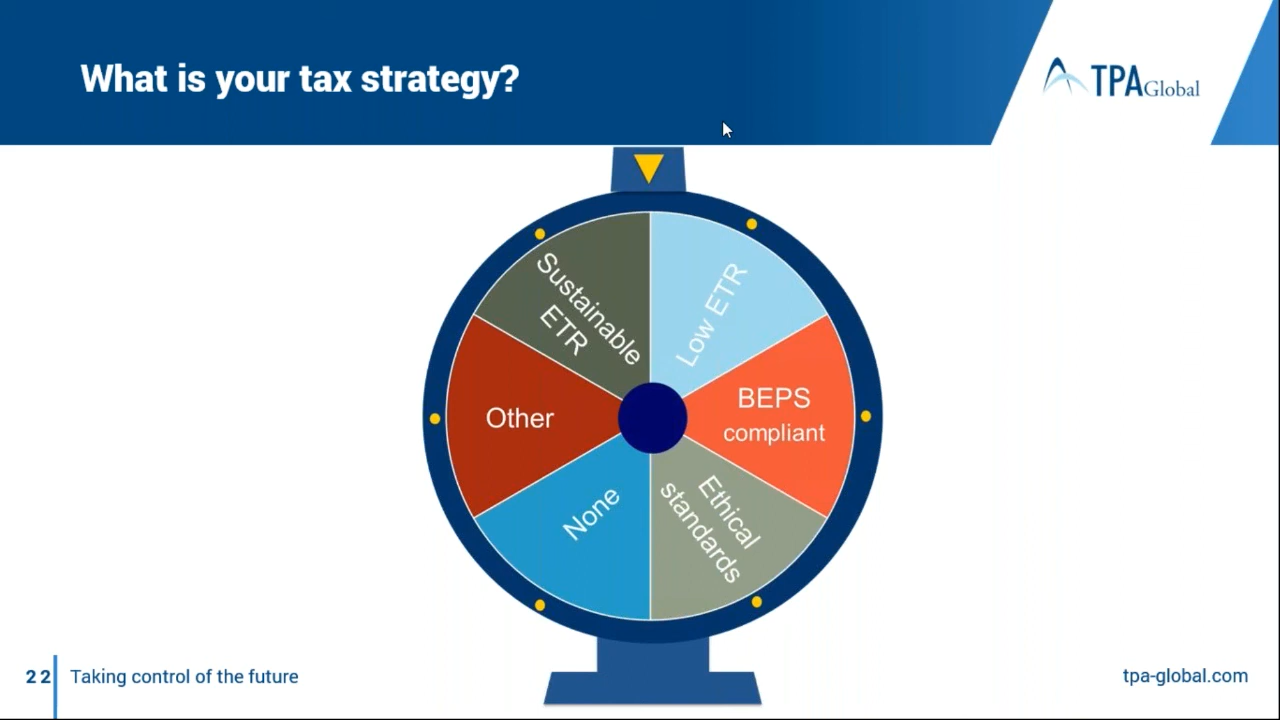 What is your tax strategy?
TPA Global
Sustainable
ETR
Low ETR
Other
BEPS
compliant
None
Ethical
standards
22
Taking control of the future
tpa-global.com